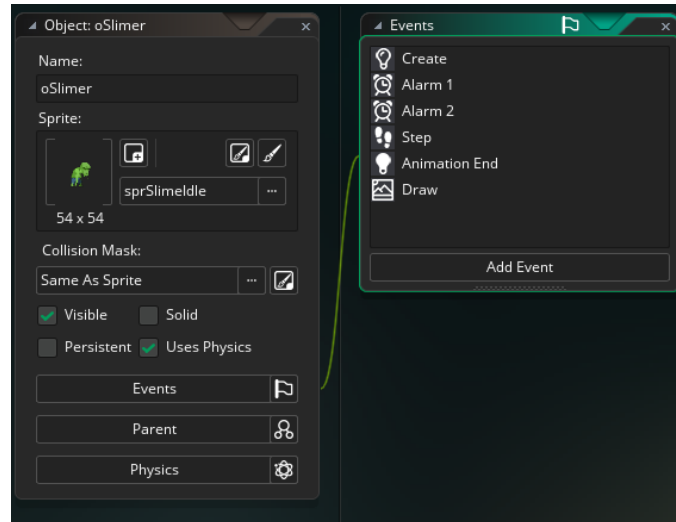 Object: oSlimer
Name:
oSlimer
Sprite:
sprSlimeIdle
54 x 54
Collision Mask:
Same As Sprite
Visible Solid
Persistent Uses Physics
Events
Parent
Physics
Events
Create
Alarm 1
Alarm 2
Step
Animation End
Draw
Add Event